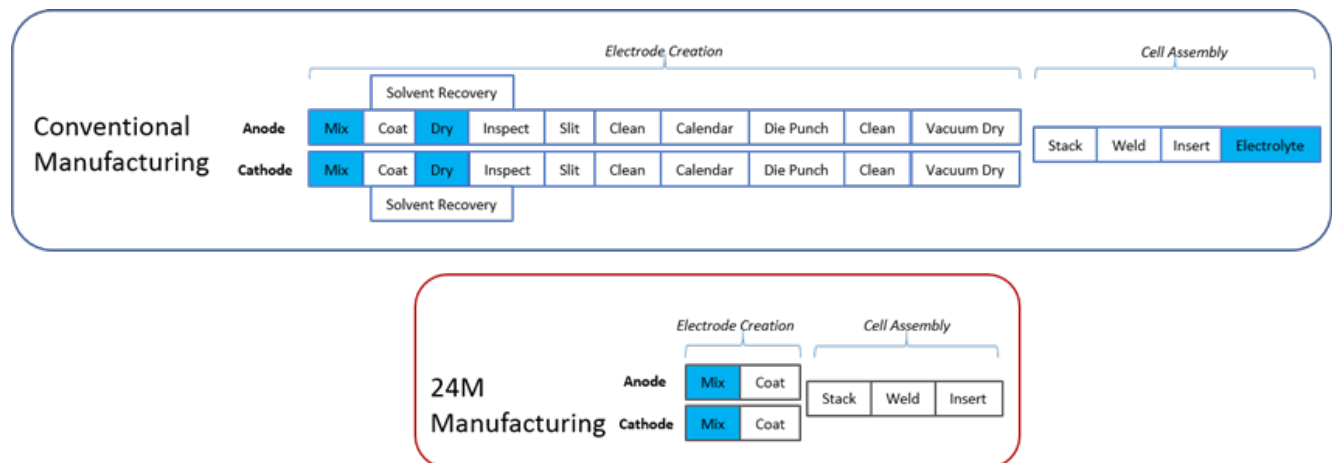 Electrode Creation
Cell Assembly
Solvent Recovery
Conventional
Manufacturing
Anode Mix Coat Dry Inspect Slit Clean Calendar Die Punch Clean Vacuum Dry
Stack Weld Insert Electrolyte
Cathode Mix Coat Dry Inspect Slit Clean Calendar Die Punch Clean Vacuum Dry
Solvent Recovery
Electrode Creation
Cell Assembly
24M
Manufacturing
Anode Mix Coat
Stack Weld Insert
Cathode Mix Coat